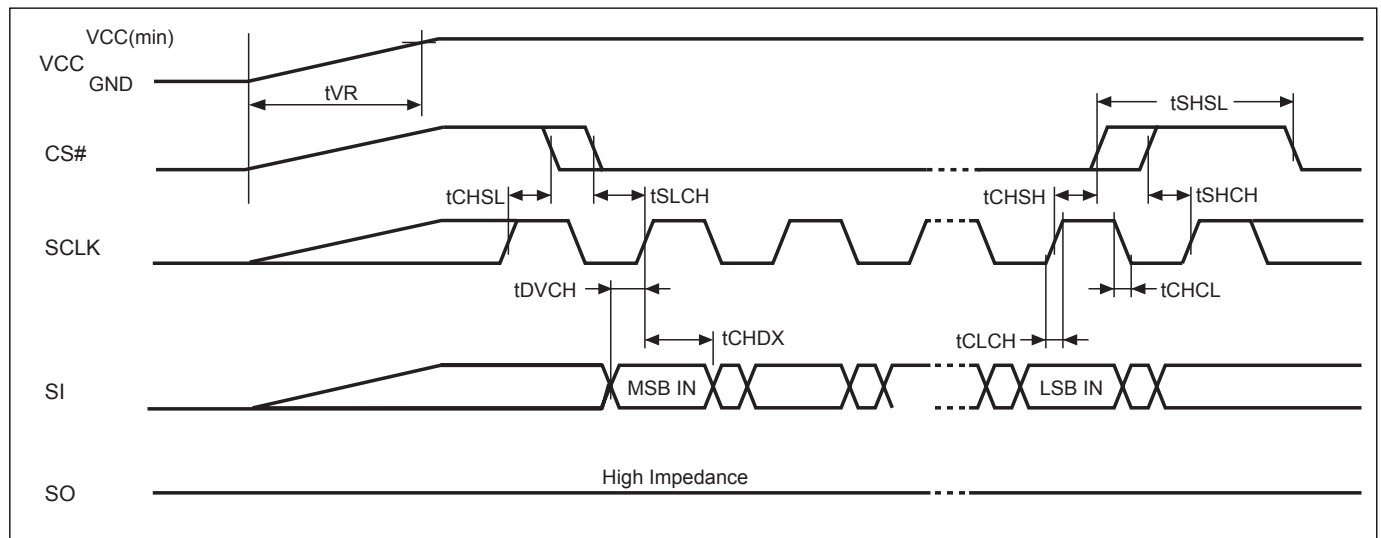 VCC(min)
VCC
GND
tVR
tSHSL
CS#
tCHSL
tSLCH
tCHSH
tSHCH
SCLK
tDVCH
tCHCL
tCHDX
tCLCH
SI
MSB IN
LSB IN
High Impedance
SO